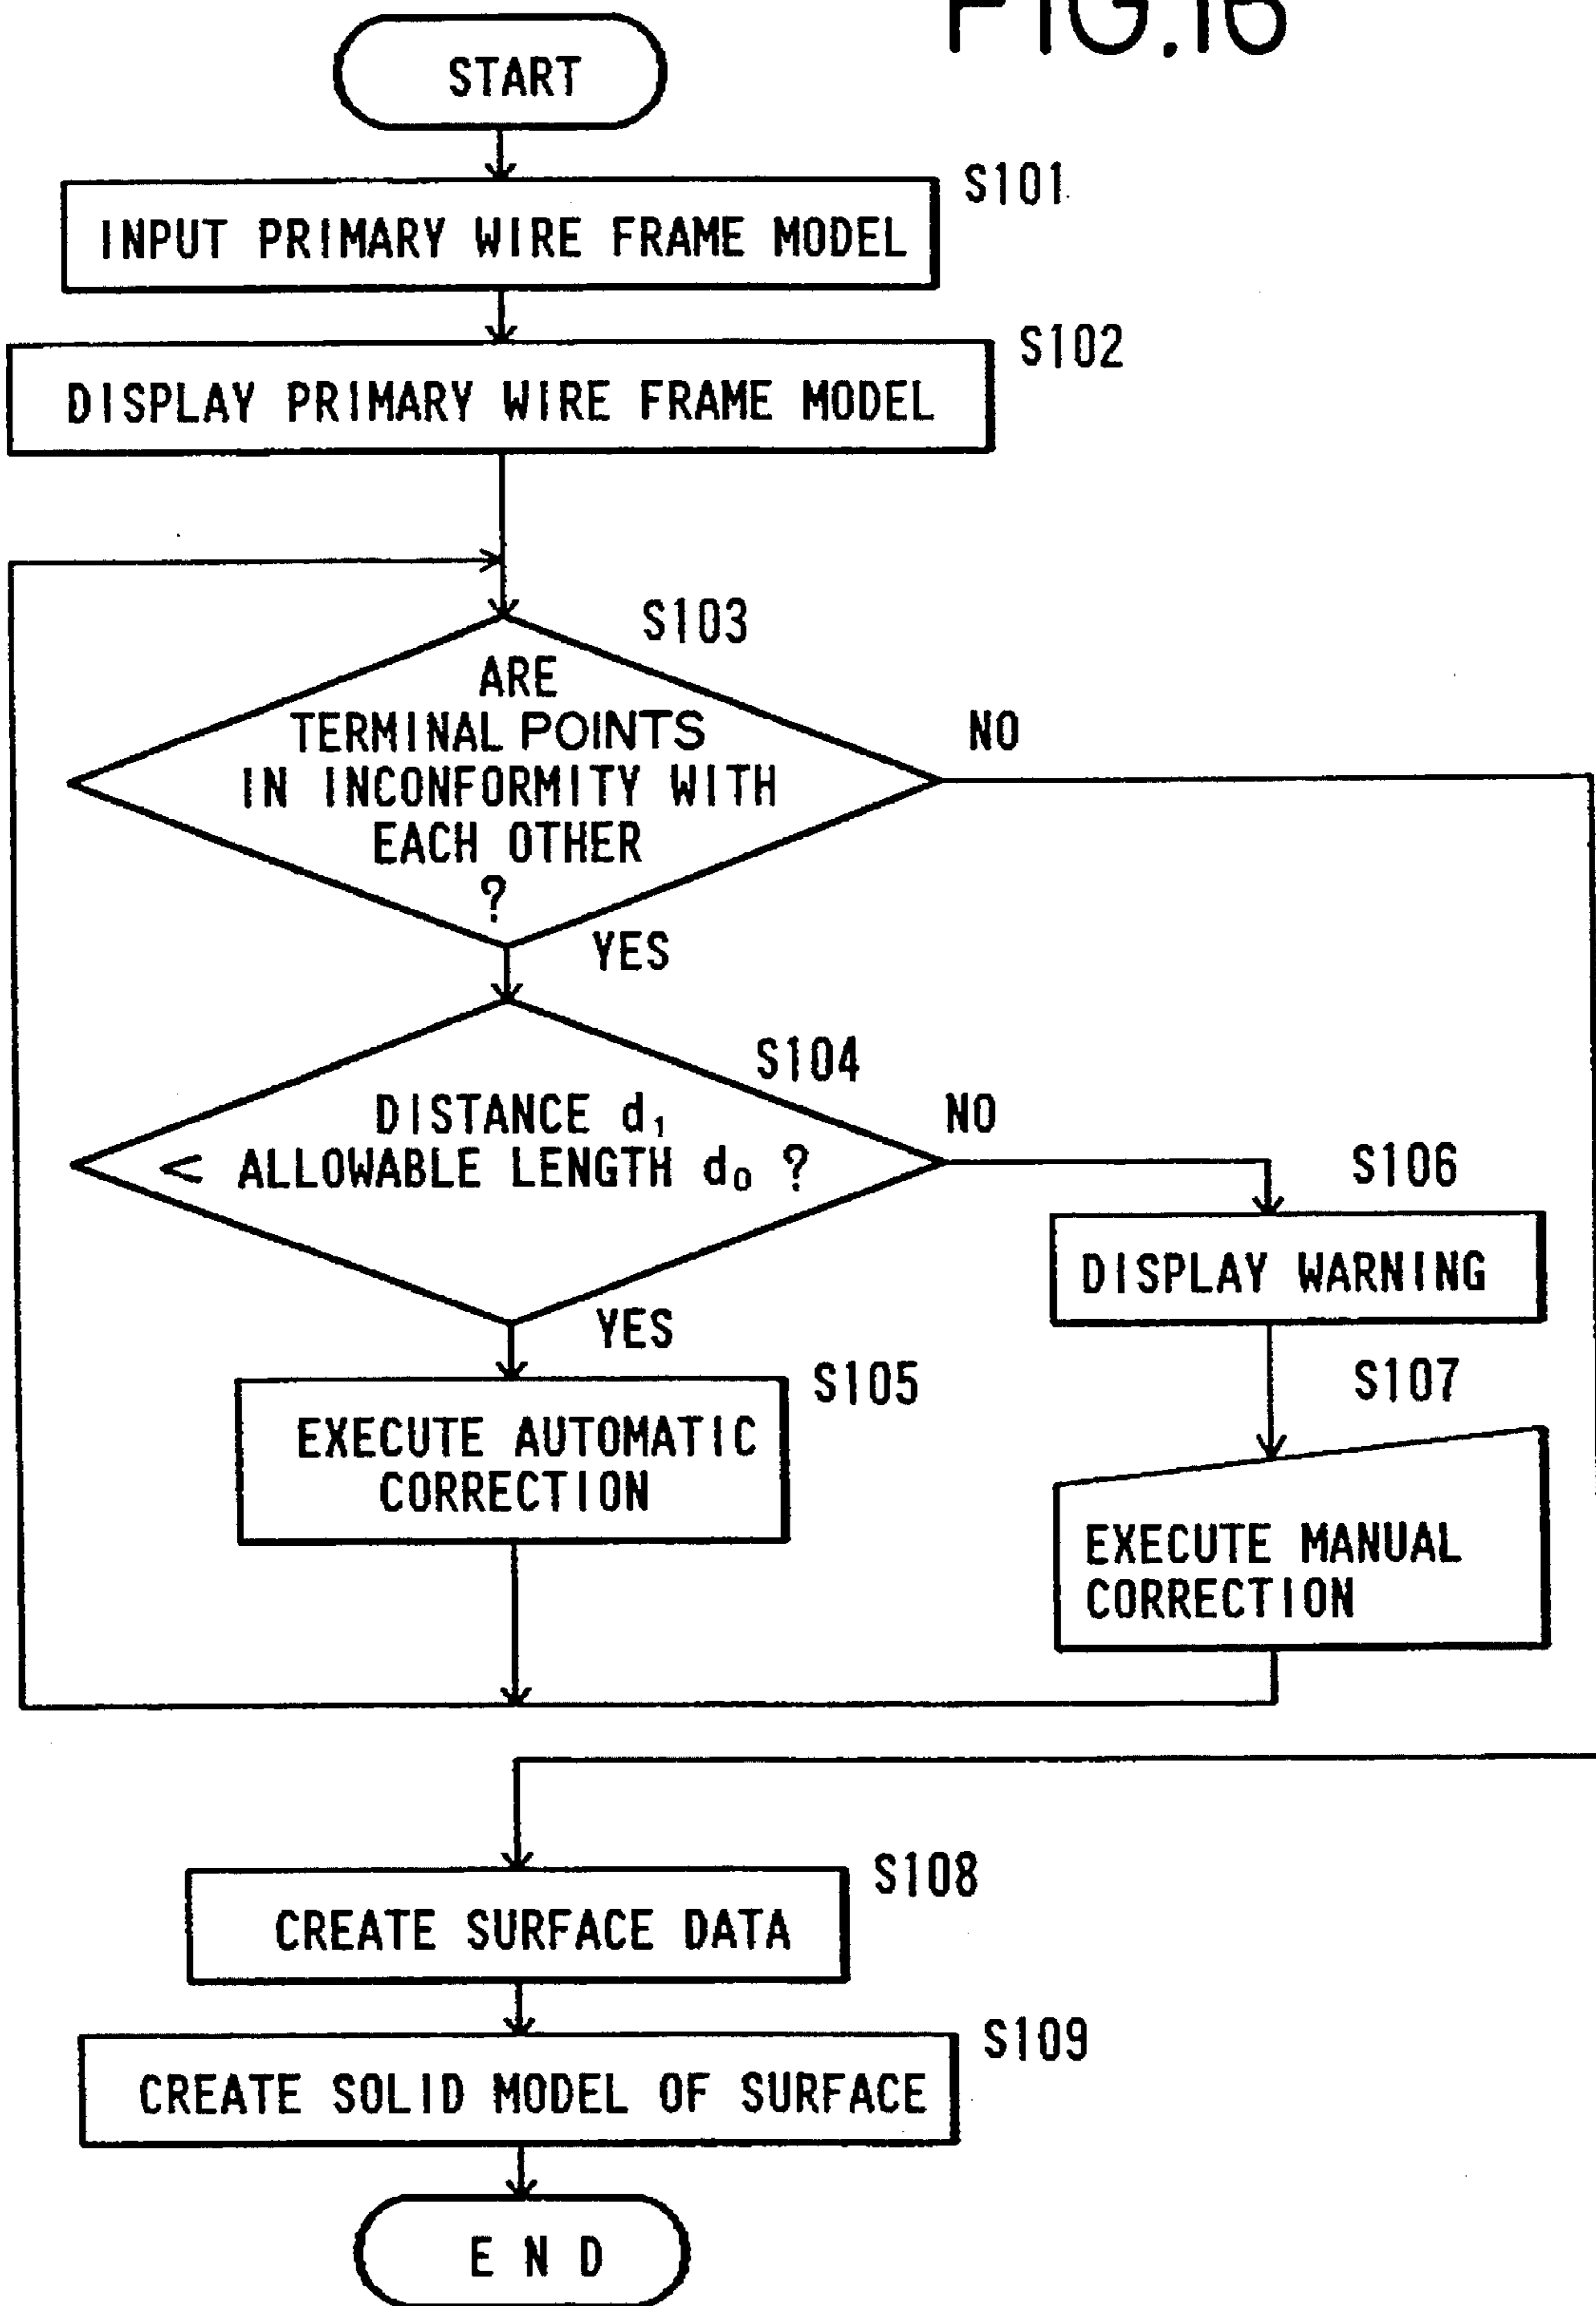 FIG.16
START
S101
INPUT PRIMARY WIRE FRAME MODEL
S102
DISPLAY PRIMARY WIRE FRAME MODEL
S103
ARE
TERMINAL POINTS
IN INCONFORMITY WITH
EACH OTHER
?
NO
YES
S104
DISTANCE d₁
< ALLOWABLE LENGTH d₀ ?
NO
YES
S106
DISPLAY WARNING
S105
EXECUTE AUTOMATIC
CORRECTION
S107
EXECUTE MANUAL
CORRECTION
S108
CREATE SURFACE DATA
S109
CREATE SOLID MODEL OF SURFACE
END